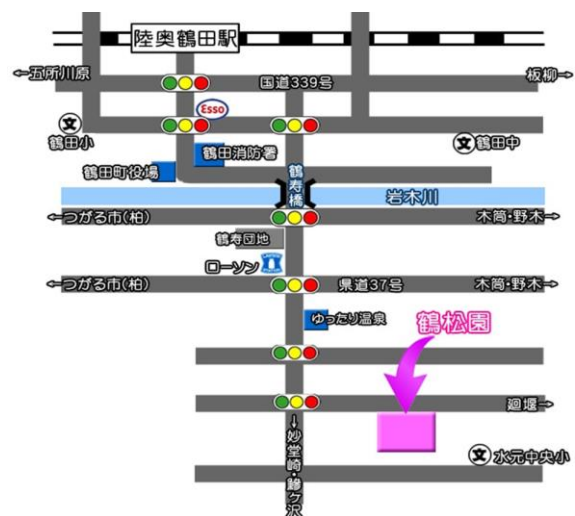 陸奥鶴田駅
←五所川原
国道339号
板柳→
Esso
文
鶴田小
鶴田消防署
文
鶴田中
鶴田町役場
鶴寿橋
岩木川
←つがる市(柏)
木筒・野木→
鶴寿団地
ローソン
←つがる市(柏)
県道37号
木筒・野木→
ゆったり温泉
鶴松園
廻堰→
←妙堂崎・鰺ヶ沢
文
水元中央小